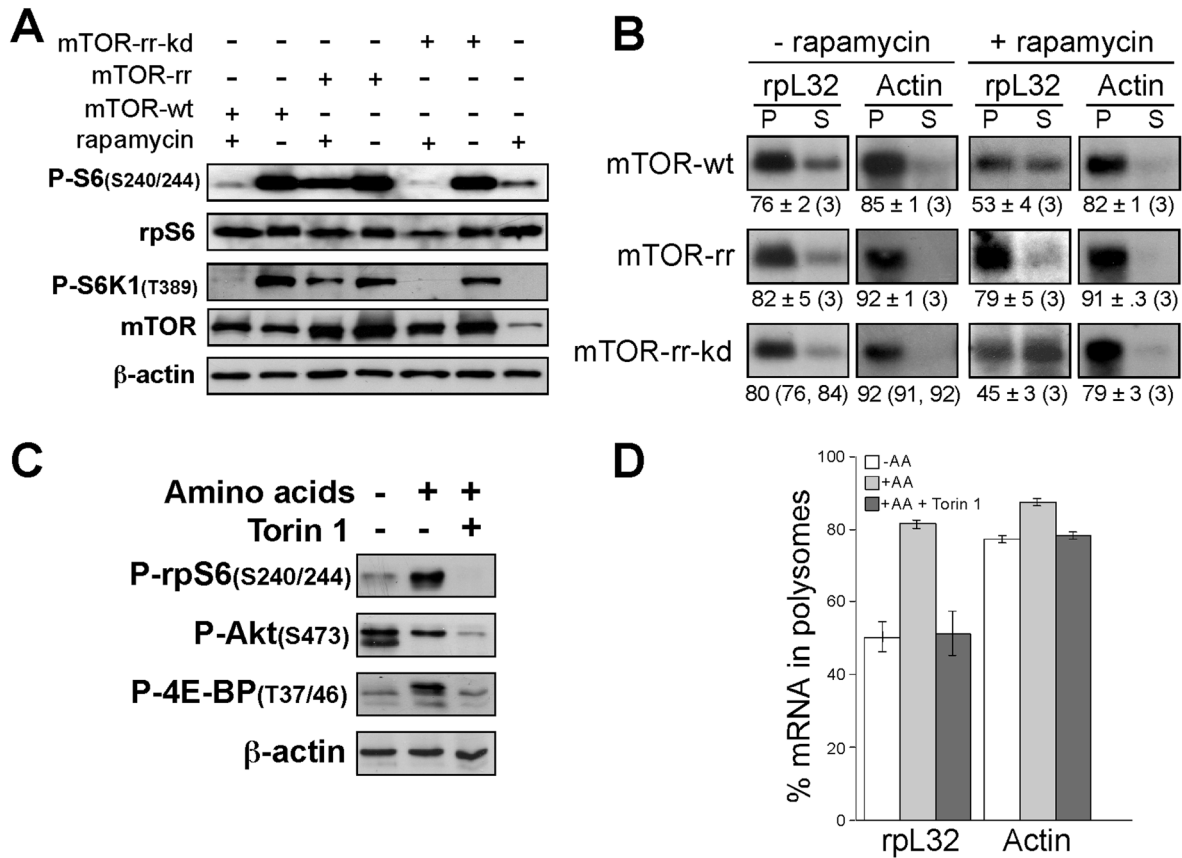 A
mTOR-rr-kd - - - - + + -
mTOR-rr - - + + - - -
mTOR-wt + + - - - - -
rapamycin + - + - + - +
P-S6(S240/244)
rpS6
P-S6K1(T389)
mTOR
β-actin
B
- rapamycin + rapamycin
rpL32 Actin rpL32 Actin
P S P S P S P S
mTOR-wt
76 ± 2 (3) 85 ± 1 (3) 53 ± 4 (3) 82 ± 1 (3)
mTOR-rr
82 ± 5 (3) 92 ± 1 (3) 79 ± 5 (3) 91 ± .3 (3)
mTOR-rr-kd
80 (76, 84) 92 (91, 92) 45 ± 3 (3) 79 ± 3 (3)
C
Amino acids - + +
Torin 1 - - +
P-rpS6(S240/244)
P-Akt(S473)
P-4E-BP(T37/46)
β-actin
D
% mRNA in polysomes
100
80
60
40
20
0
-AA
+AA
+AA + Torin 1
rpL32 Actin